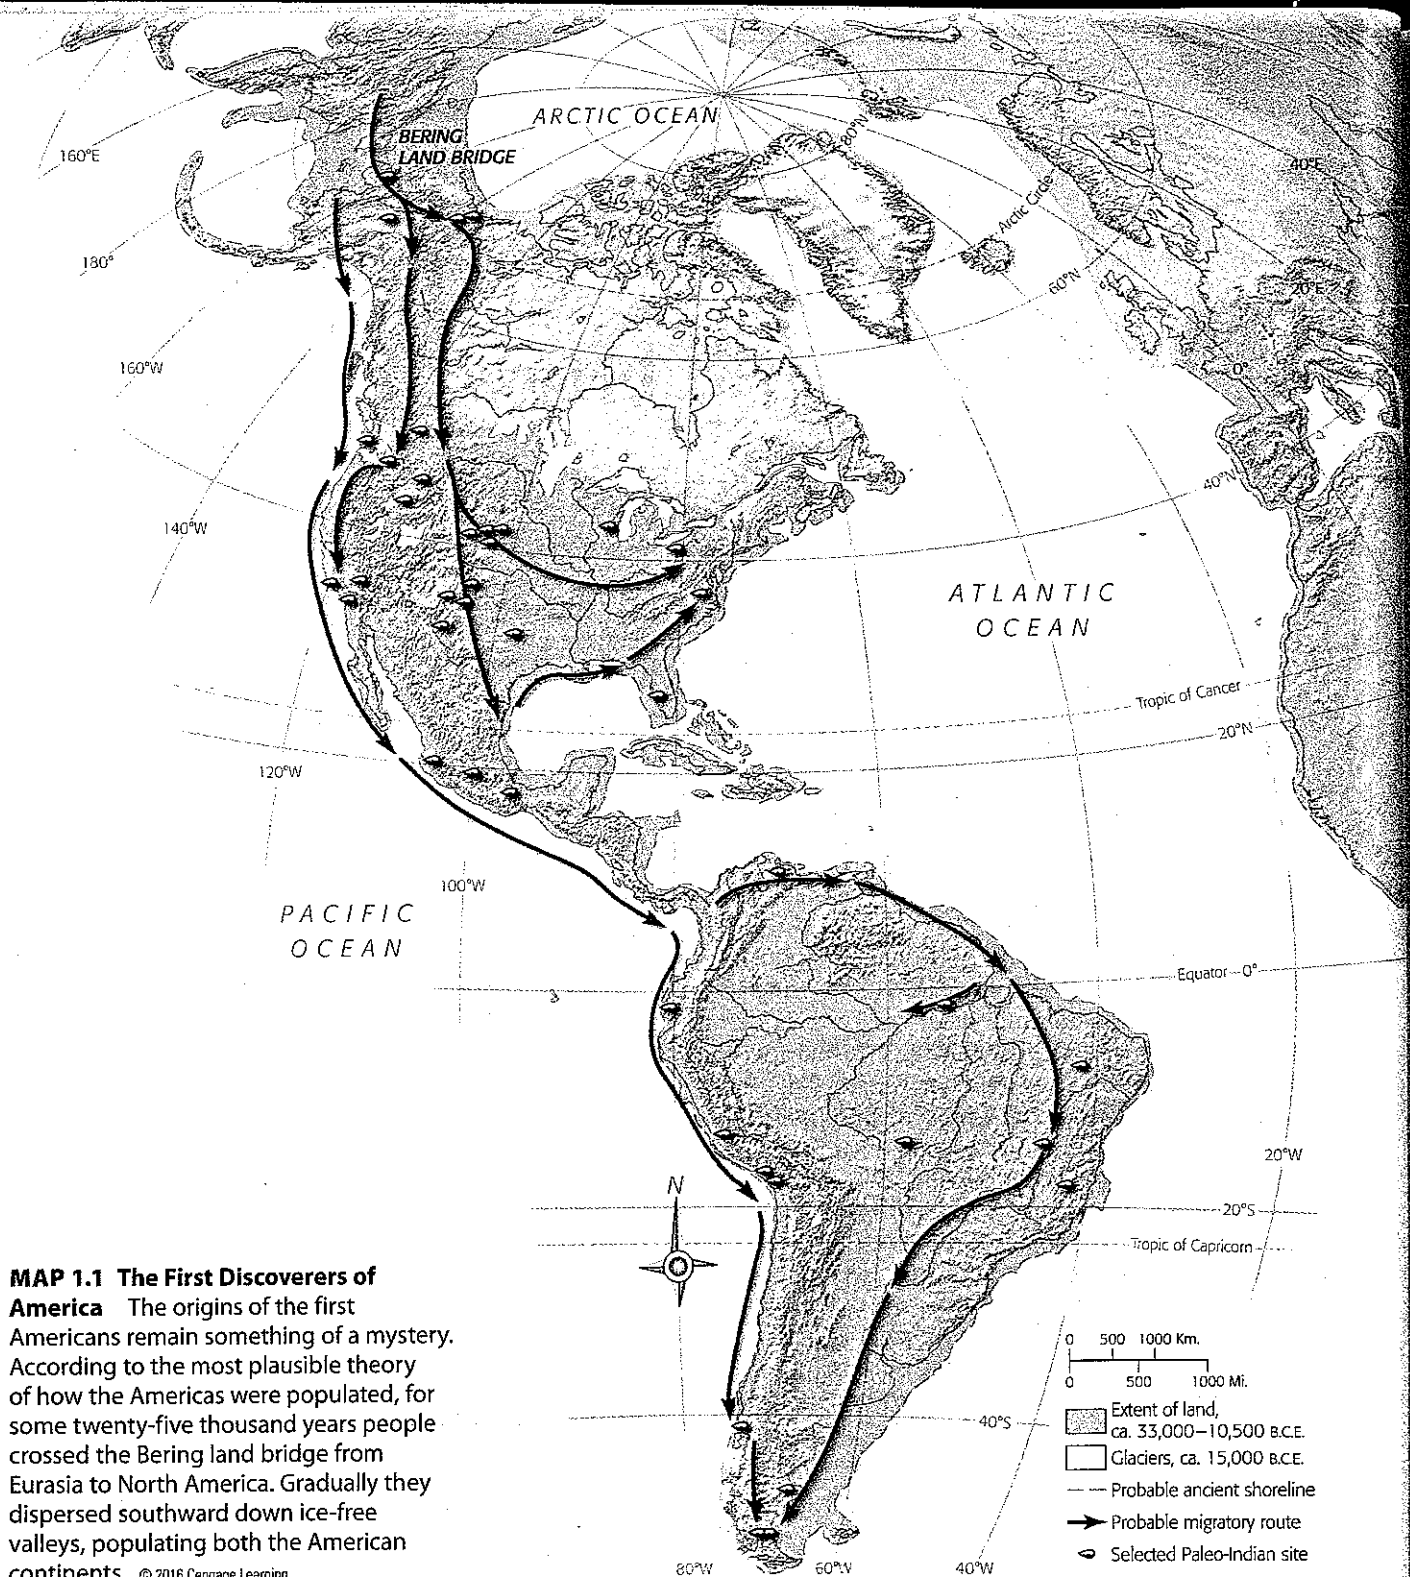 ARCTIC OCEAN
BERING
LAND BRIDGE
80°N
160°E
40°E
Arctic Circle
180°
60°N
20°E
160°W
0°
40°N
140°W
ATLANTIC
OCEAN
Tropic of Cancer
20°N
120°W
100°W
PACIFIC
OCEAN
Equator 0°
20°W
N
20°S
Tropic of Capricorn
MAP 1.1 The First Discoverers of
America The origins of the first
Americans remain something of a mystery.
According to the most plausible theory
of how the Americas were populated, for
some twenty-five thousand years people
crossed the Bering land bridge from
Eurasia to North America. Gradually they
dispersed southward down ice-free
valleys, populating both the American
continents. © 2016 Cengage Learning
0 500 1000 Km.
0 500 1000 Mi.
40°S
Extent of land,
ca. 33,000–10,500 B.C.E.
Glaciers, ca. 15,000 B.C.E.
Probable ancient shoreline
Probable migratory route
Selected Paleo-Indian site
80°W
60°W
40°W